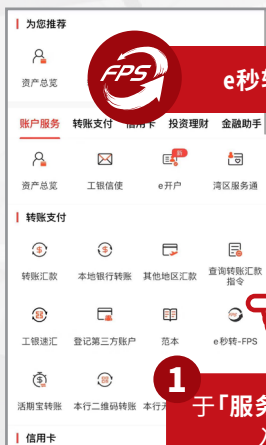 为您推荐
资产总览
FPS
e秒转
账户服务 转账支付 信用卡 投资理财 金融助手
资产总览 工银信使 e开户 湾区服务通
转账支付
转账汇款 本地银行转账 其他地区汇款 查询转账汇款
指令
工银速汇 登记第三方账户 范本 e秒转-FPS
活期宝转账 本行二维码转账 本行
1
于「服务
信用卡